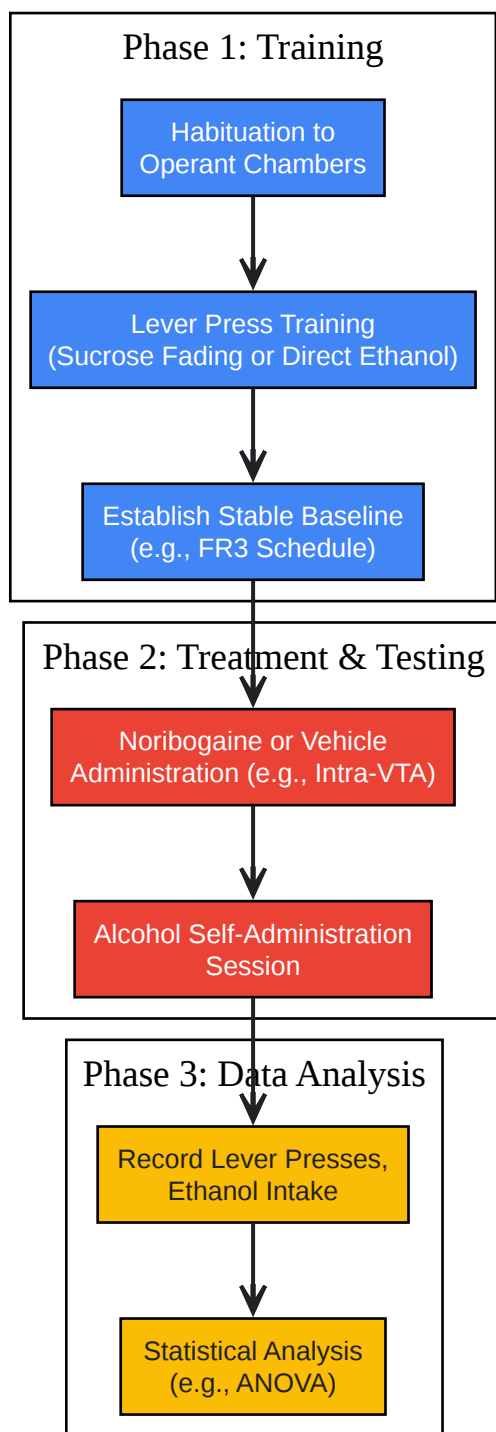 Phase 1: Training
Habituation to
Operant Chambers
Lever Press Training
(Sucrose Fading or Direct Ethanol)
Establish Stable Baseline
(e.g., FR3 Schedule)
Phase 2: Treatment & Testing
Noribogaine or Vehicle
Administration (e.g., Intra-VTA)
Alcohol Self-Administration
Session
Phase 3: Data Analysis
Record Lever Presses,
Ethanol Intake
Statistical Analysis
(e.g., ANOVA)